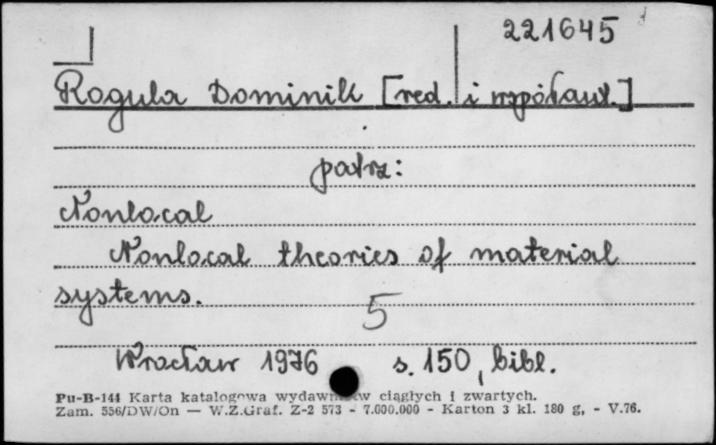 221645
Rogula Dominik [red. i współaut.]
patrz:
Nonlocal
Nonlocal theories of material
systems.
5
Wrocław 1976 s. 150, bibl.
Pu-B-144 Karta katalogowa wydawnictw ciągłych i zwartych.
Zam. 556/DW/On — W.Z.Graf. Z-2 573 - 7.000.000 - Karton 3 kl. 180 g, - V.76.